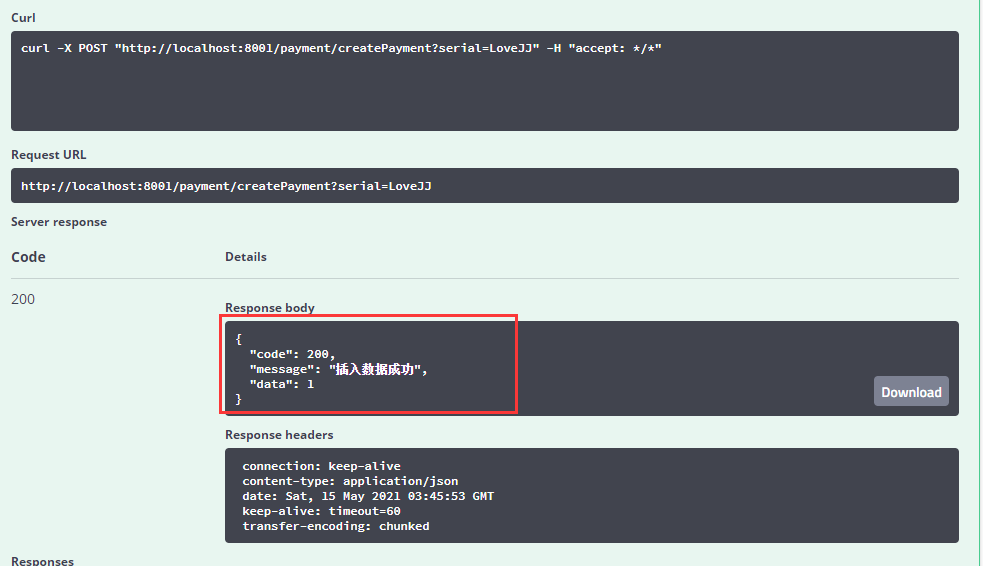 Curl
curl -X POST "http://localhost:8001/payment/createPayment?serial=LoveJJ" -H "accept: */*"
Request URL
http://localhost:8001/payment/createPayment?serial=LoveJJ
Server response
Code Details
200
Response body
{
"code": 200,
"message": "插入数据成功",
"data": 1
}
Download
Response headers
connection: keep-alive
content-type: application/json
date: Sat, 15 May 2021 03:45:53 GMT
keep-alive: timeout=60
transfer-encoding: chunked
Responses